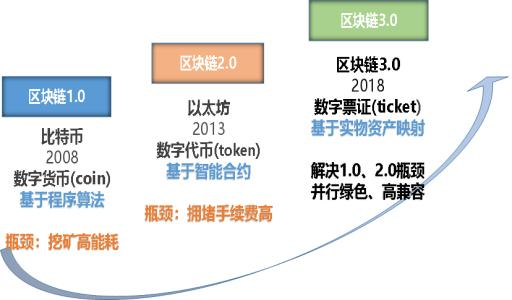 区块链1.0
比特币
2008
数字货币(coin)
基于程序算法
瓶颈：挖矿高能耗
区块链2.0
以太坊
2013
数字代币(token)
基于智能合约
瓶颈：拥堵手续费高
区块链3.0
区块链3.0
2018
数字票证(ticket)
基于实物资产映射
解决1.0、2.0瓶颈
并行绿色、高兼容